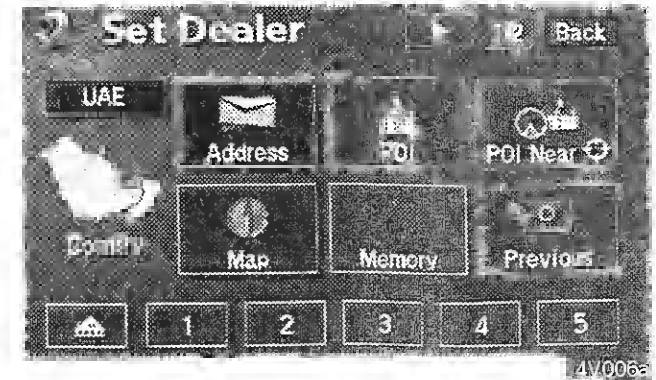 Set Dealer
Back
UAE
Address
POI
POI Near
Country
Map
Memory
Previous
1 2 3 4 5
4V006a